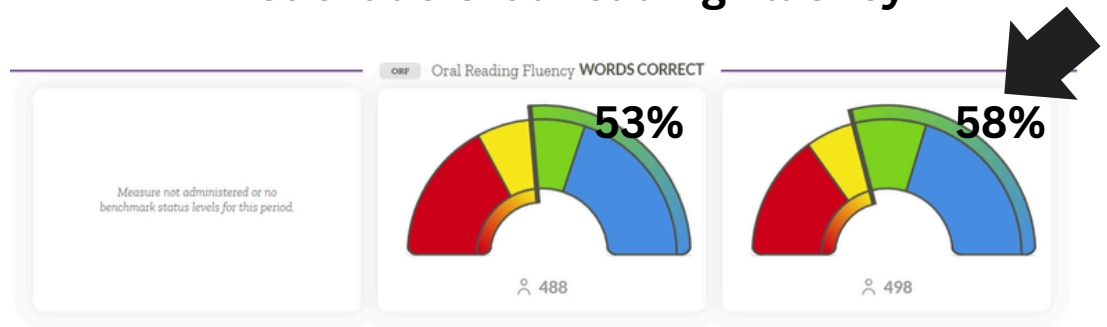 ORF Oral Reading Fluency WORDS CORRECT
Measure not administered or no
benchmark status levels for this period.
53%
488
58%
498